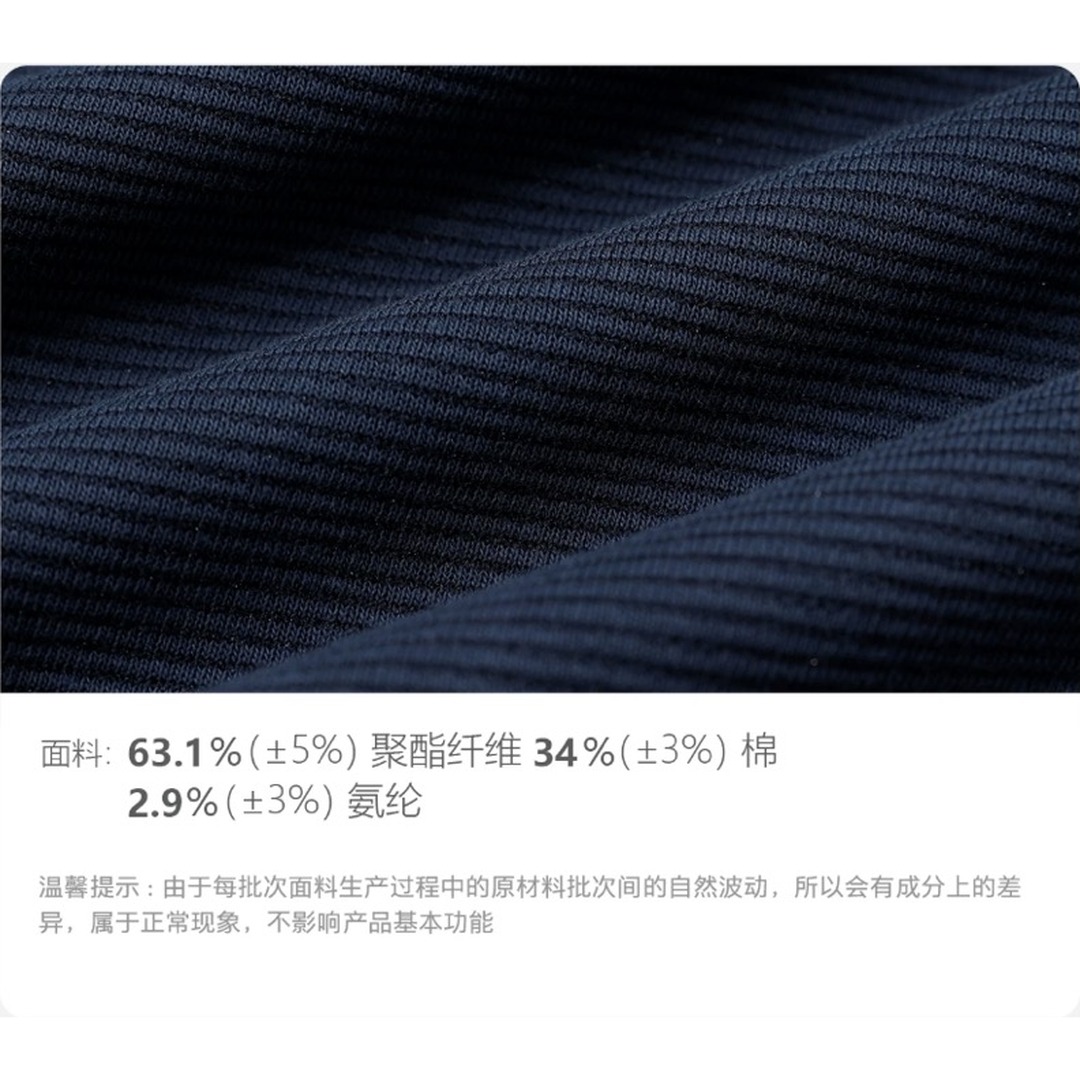 面料: 63.1%(±5%) 聚酯纤维 34%(±3%) 棉
2.9%(±3%) 氨纶
温馨提示：由于每批次面料生产过程中的原材料批次间的自然波动，所以会有成分上的差
异，属于正常现象，不影响产品基本功能